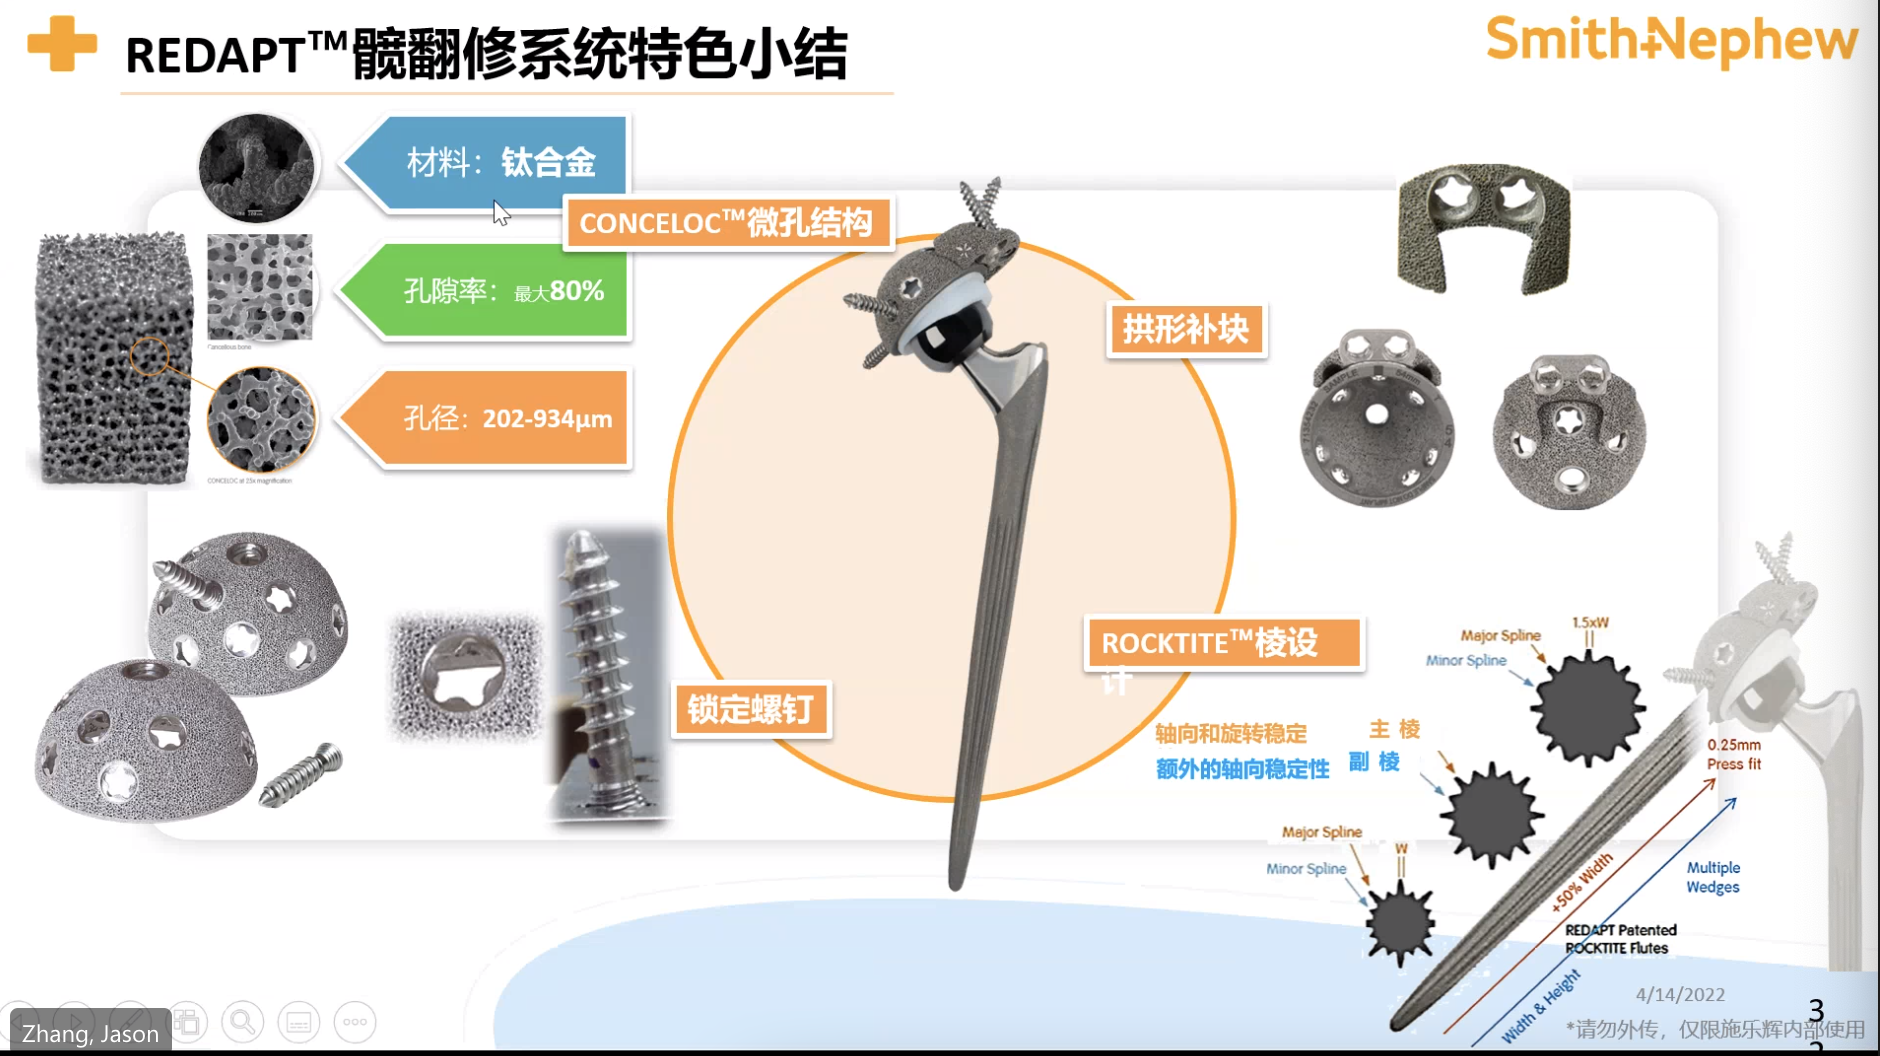 REDAPT™髋翻修系统特色小结
Smith+Nephew
材料：钛合金
CONCELOC™微孔结构
孔隙率：最大80%
Cancellous bone
孔径：202-934μm
CONCELOC at 25x magnification
拱形补块
SAMPLE
54mm
锁定螺钉
ROCKTITE™棱设
计
轴向和旋转稳定
主 棱
额外的轴向稳定性
副 棱
1.5xW
Major Spline
Minor Spline
0.25mm
Press fit
Major Spline
W
Minor Spline
+50% Width
Multiple
Wedges
REDAPT Patented
ROCKTITE Flutes
Width & Height
4/14/2022
3
*请勿外传，仅限施乐辉内部使用
Zhang, Jason